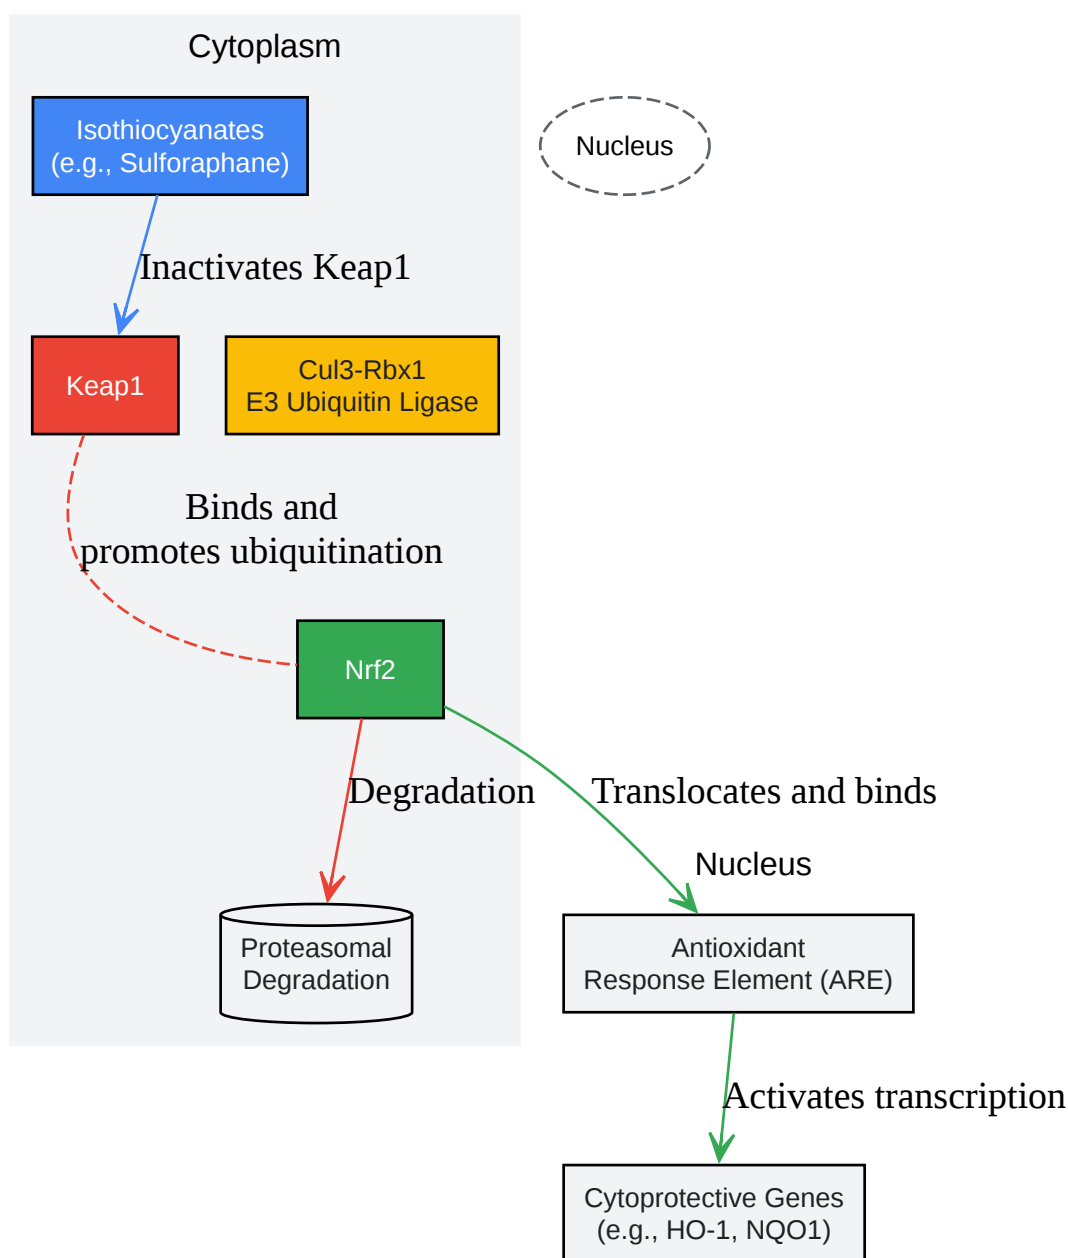 Cytoplasm
Isothiocyanates
(e.g., Sulforaphane)
Nucleus
Inactivates Keap1
Keap1
Cul3-Rbx1
E3 Ubiquitin Ligase
Binds and
promotes ubiquitination
Nrf2
Degradation
Translocates and binds
Nucleus
Proteasomal
Degradation
Antioxidant
Response Element (ARE)
Activates transcription
Cytoprotective Genes
(e.g., HO-1, NQO1)